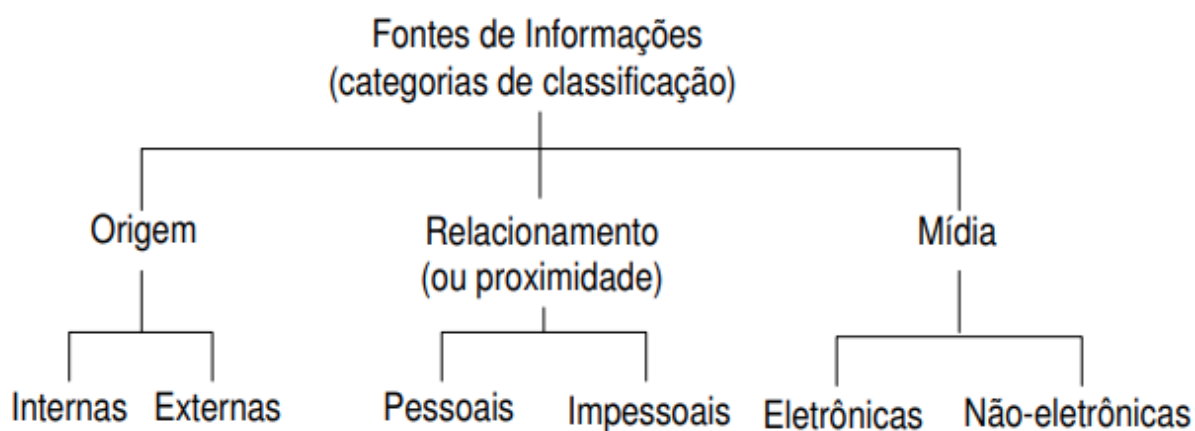 Fontes de Informações
(categorias de classificação)
Origem
Relacionamento
(ou proximidade)
Mídia
Internas
Externas
Pessoais
Impessoais
Eletrônicas
Não-eletrônicas